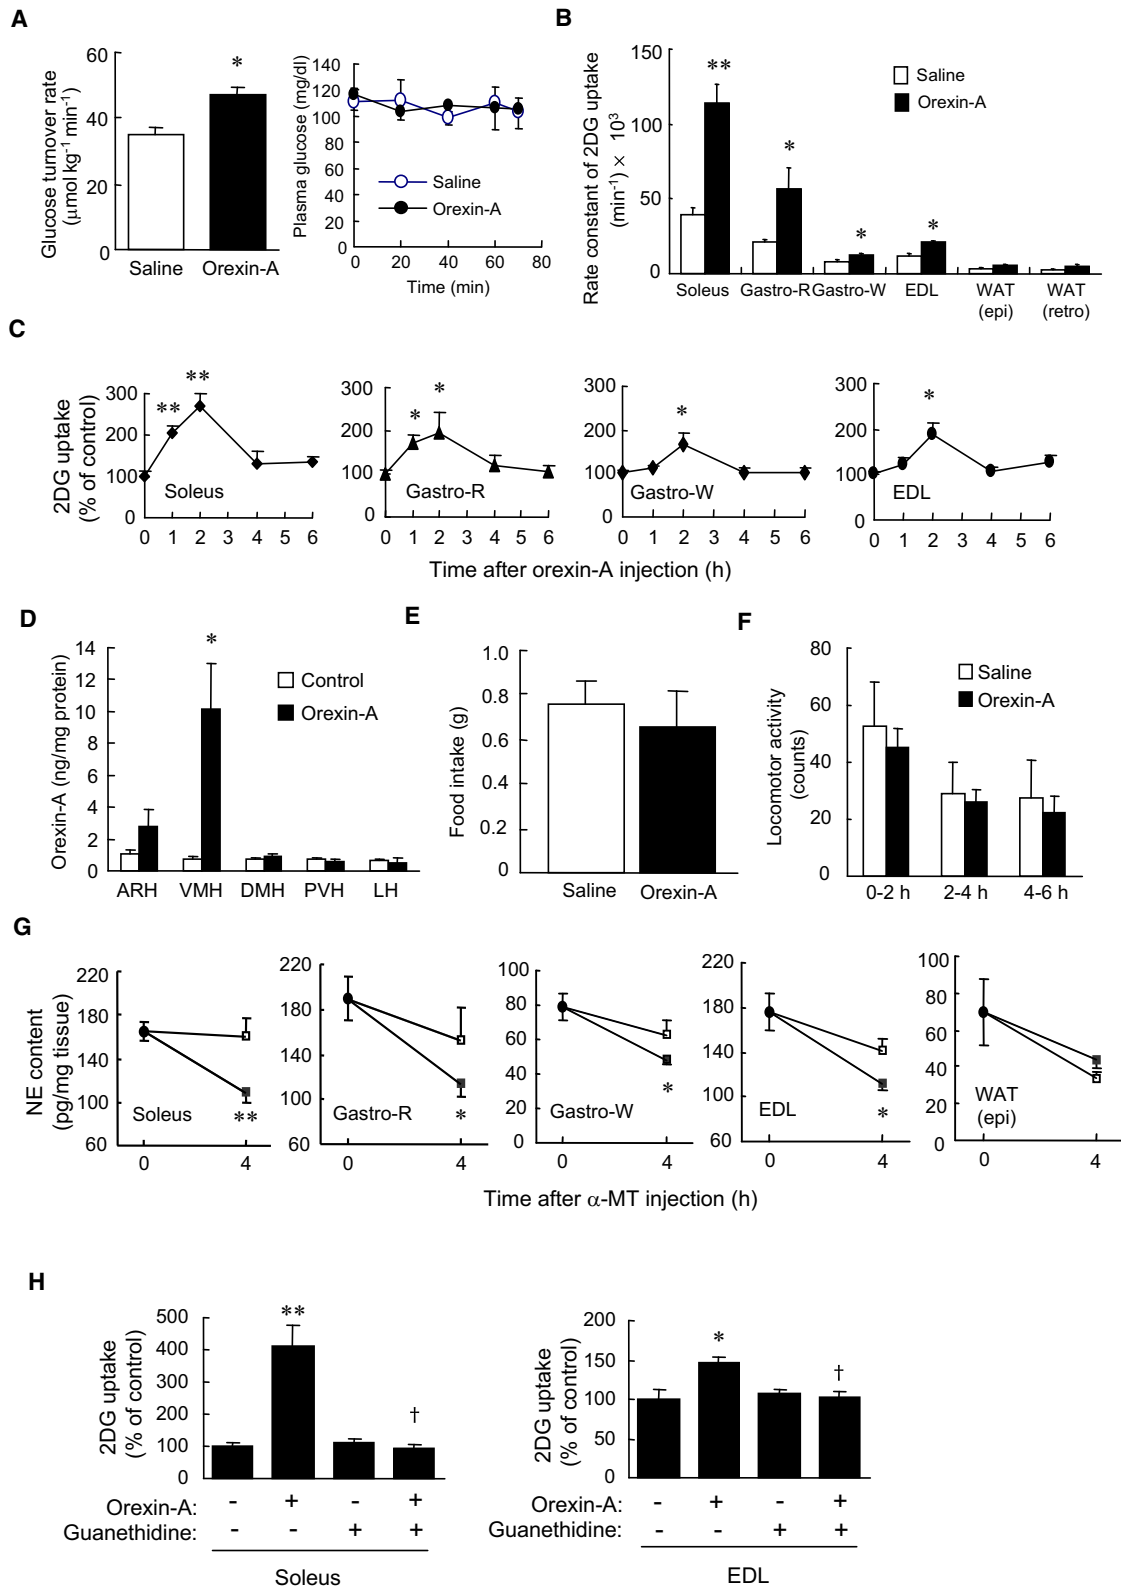 A
Glucose turnover rate
(μmol kg⁻¹ min⁻¹)
60
40
20
0
*
Saline
Orexin-A
Plasma glucose (mg/dl)
140
120
100
80
60
40
20
0
Saline
Orexin-A
0 20 40 60 80
Time (min)
B
Rate constant of 2DG uptake
(min⁻¹) × 10³
150
100
50
0
Saline
Orexin-A
** * * *
Soleus Gastro-R Gastro-W EDL WAT (epi) WAT (retro)
C
2DG uptake
(% of control)
300
200
100
0
** **
Soleus
0 1 2 4 5 6
300
200
100
0
* *
Gastro-R
0 1 2 3 4 5 6
300
200
100
0
*
Gastro-W
0 1 2 3 4 5 6
300
200
100
0
*
EDL
0 1 2 3 4 5 6
Time after orexin-A injection (h)
D
Orexin-A (ng/mg protein)
14
12
10
8
6
4
2
0
*
Control
Orexin-A
ARH VMH DMH PVH LH
E
Food intake (g)
1.0
0.8
0.6
0.4
0.2
0
Saline
Orexin-A
F
Locomotor activity
(counts)
80
60
40
20
0
Saline
Orexin-A
0-2 h 2-4 h 4-6 h
G
NE content
(pg/mg tissue)
220
180
140
100
60
Soleus
**
0 4
220
180
140
100
60
Gastro-R
*
0 4
100
80
60
40
20
0
Gastro-W
*
0 4
220
180
140
100
60
EDL
*
0 4
100
80
60
40
20
0
WAT
(epi)
0 4
Time after α-MT injection (h)
H
2DG uptake
(% of control)
500
400
300
200
100
0
** †
Orexin-A: - + - +
Guanethidine: - - + +
Soleus
2DG uptake
(% of control)
200
150
100
50
0
* †
Orexin-A: - + - +
Guanethidine: - - + +
EDL